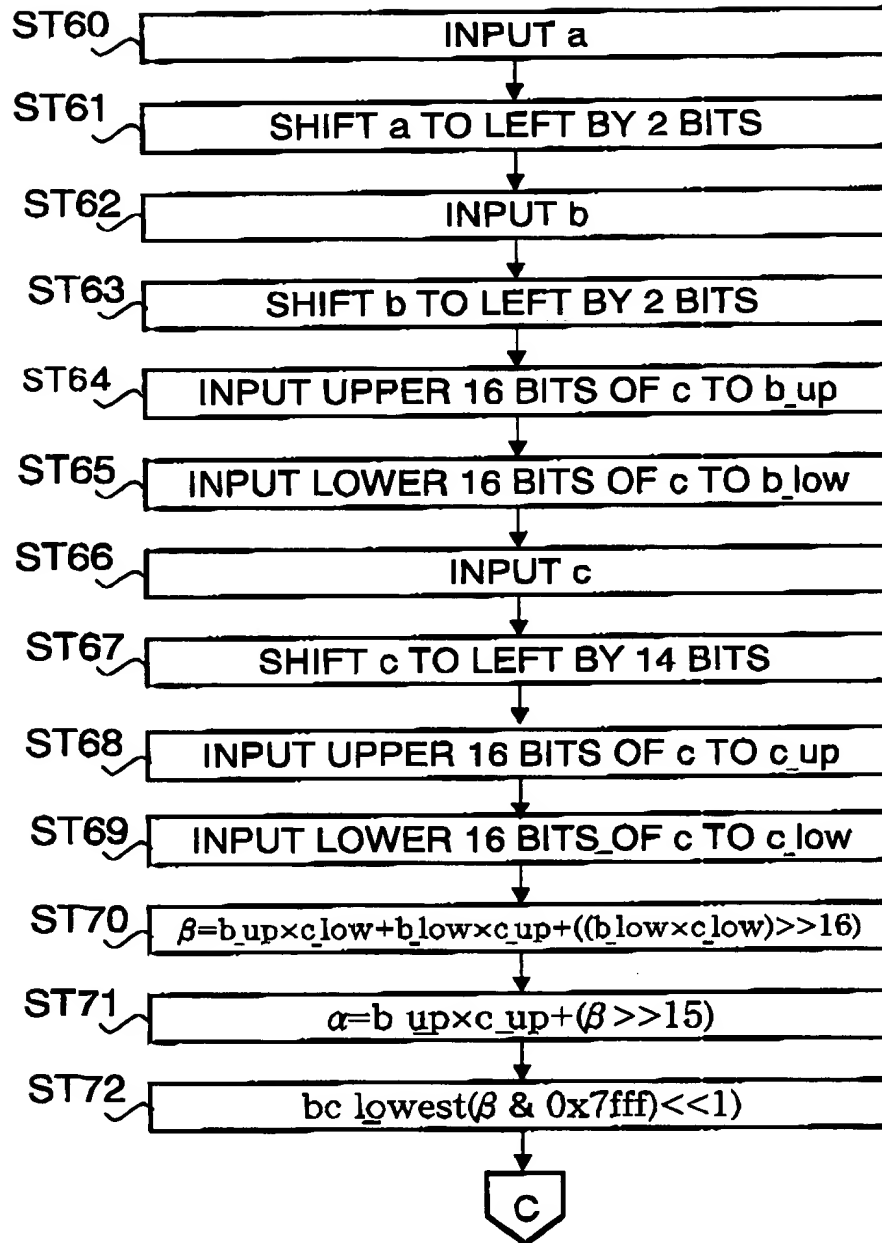 ST60 INPUT a
ST61 SHIFT a TO LEFT BY 2 BITS
ST62 INPUT b
ST63 SHIFT b TO LEFT BY 2 BITS
ST64 INPUT UPPER 16 BITS OF c TO b_up
ST65 INPUT LOWER 16 BITS OF c TO b_low
ST66 INPUT c
ST67 SHIFT c TO LEFT BY 14 BITS
ST68 INPUT UPPER 16 BITS OF c TO c_up
ST69 INPUT LOWER 16 BITS_OF c TO c_low
ST70 β=b_up×c_low+b_low×c_up+((b_low×c_low)>>16)
ST71 α=b_up×c_up+(β>>15)
ST72 bc_lowest(β & 0x7fff)<<1)
C